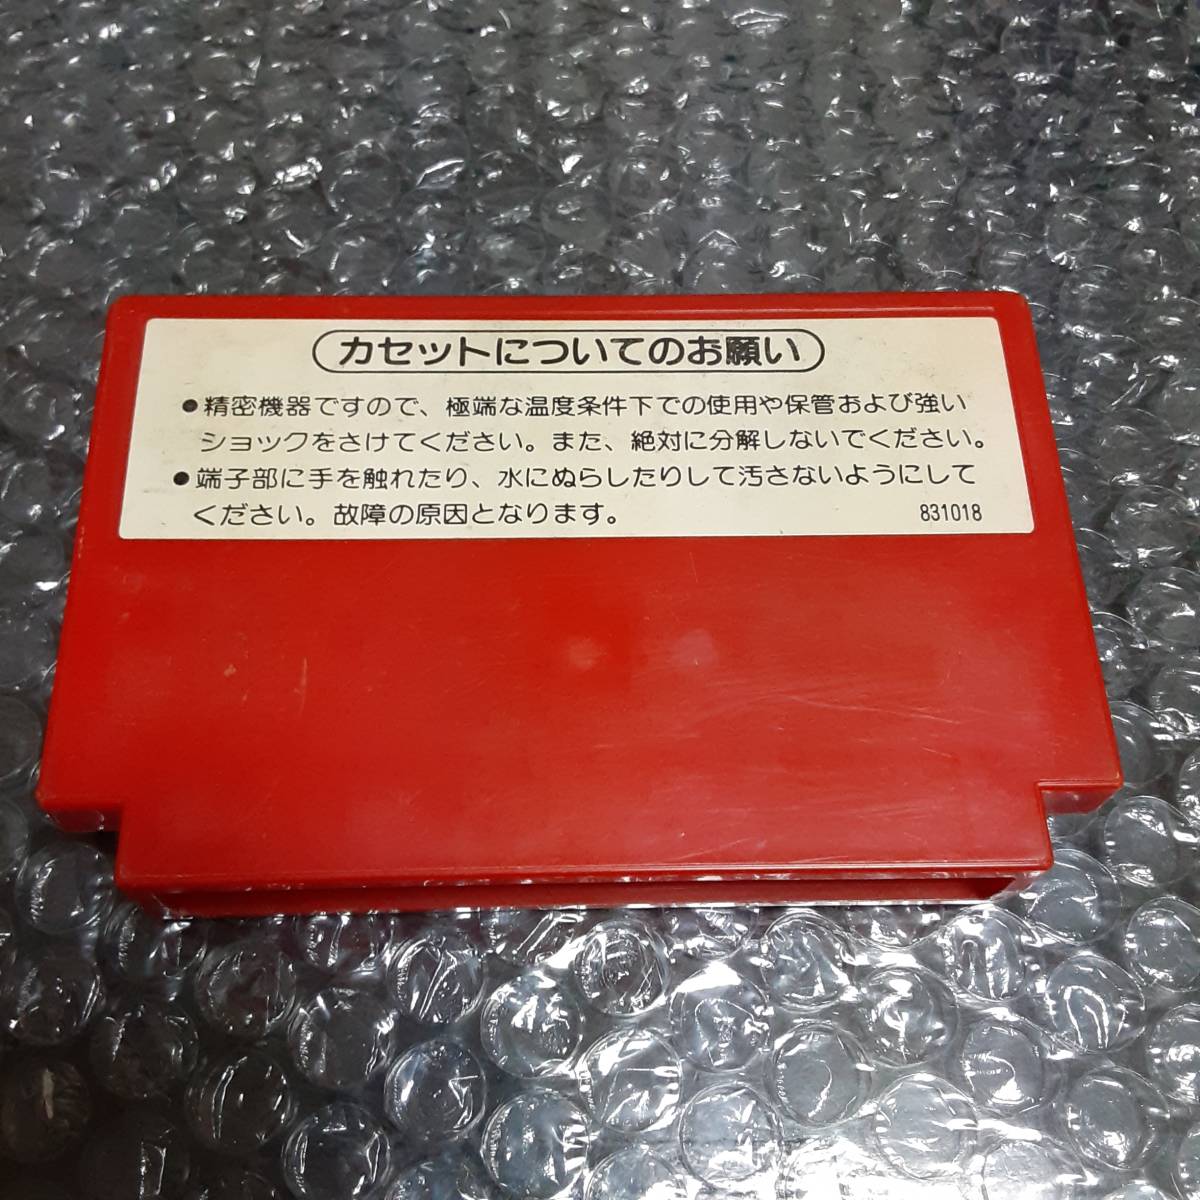 カセットについてのお願い
●精密機器ですので、極端な温度条件下での使用や保管および強い
ショックをさけてください。また、絶対に分解しないでください。
●端子部に手を触れたり、水にぬらしたりして汚さないようにして
ください。故障の原因となります。 831018